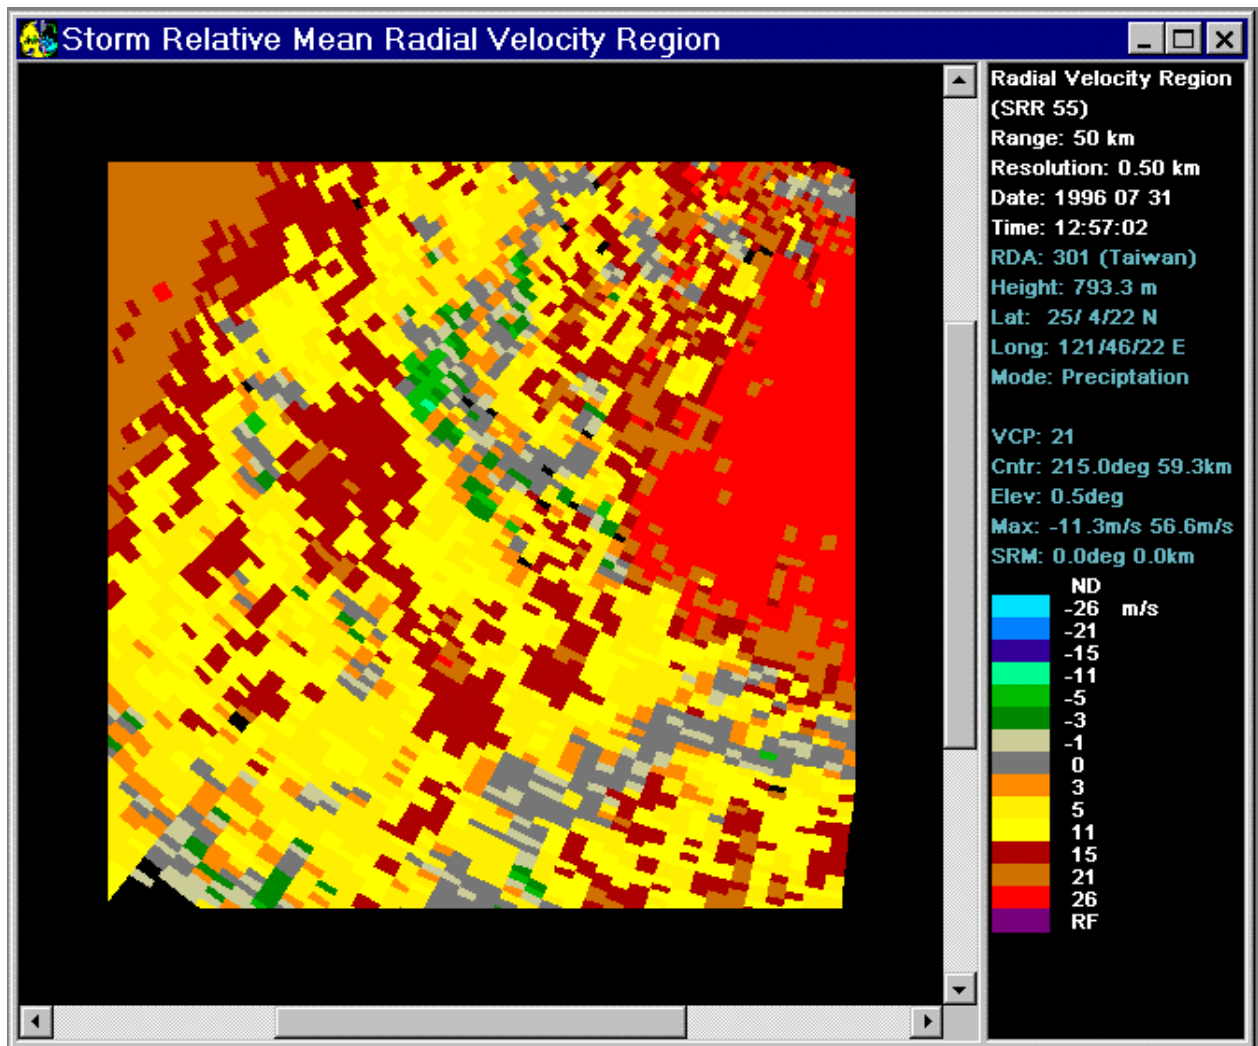 Storm Relative Mean Radial Velocity Region
Radial Velocity Region
(SRR 55)
Range: 50 km
Resolution: 0.50 km
Date: 1996 07 31
Time: 12:57:02
RDA: 301 (Taiwan)
Height: 793.3 m
Lat: 25/ 4/22 N
Long: 121/46/22 E
Mode: Preciptation
VCP: 21
Cntr: 215.0deg 59.3km
Elev: 0.5deg
Max: -11.3m/s 56.6m/s
SRM: 0.0deg 0.0km
ND
-26 m/s
-21
-15
-11
-5
-3
-1
0
3
5
11
15
21
26
RF